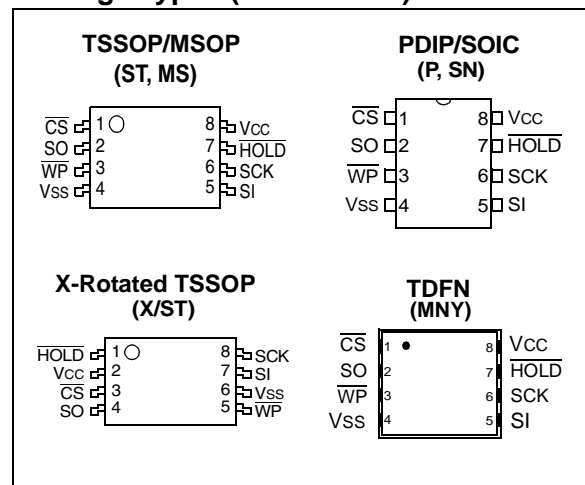 TSSOP/MSOP
(ST, MS)
CS 1 8 VCC
SO 2 7 HOLD
WP 3 6 SCK
VSS 4 5 SI
PDIP/SOIC
(P, SN)
CS 1 8 VCC
SO 2 7 HOLD
WP 3 6 SCK
VSS 4 5 SI
X-Rotated TSSOP
(X/ST)
HOLD 1 8 SCK
VCC 2 7 SI
CS 3 6 VSS
SO 4 5 WP
TDFN
(MNY)
CS 1 8 VCC
SO 2 7 HOLD
WP 3 6 SCK
VSS 4 5 SI